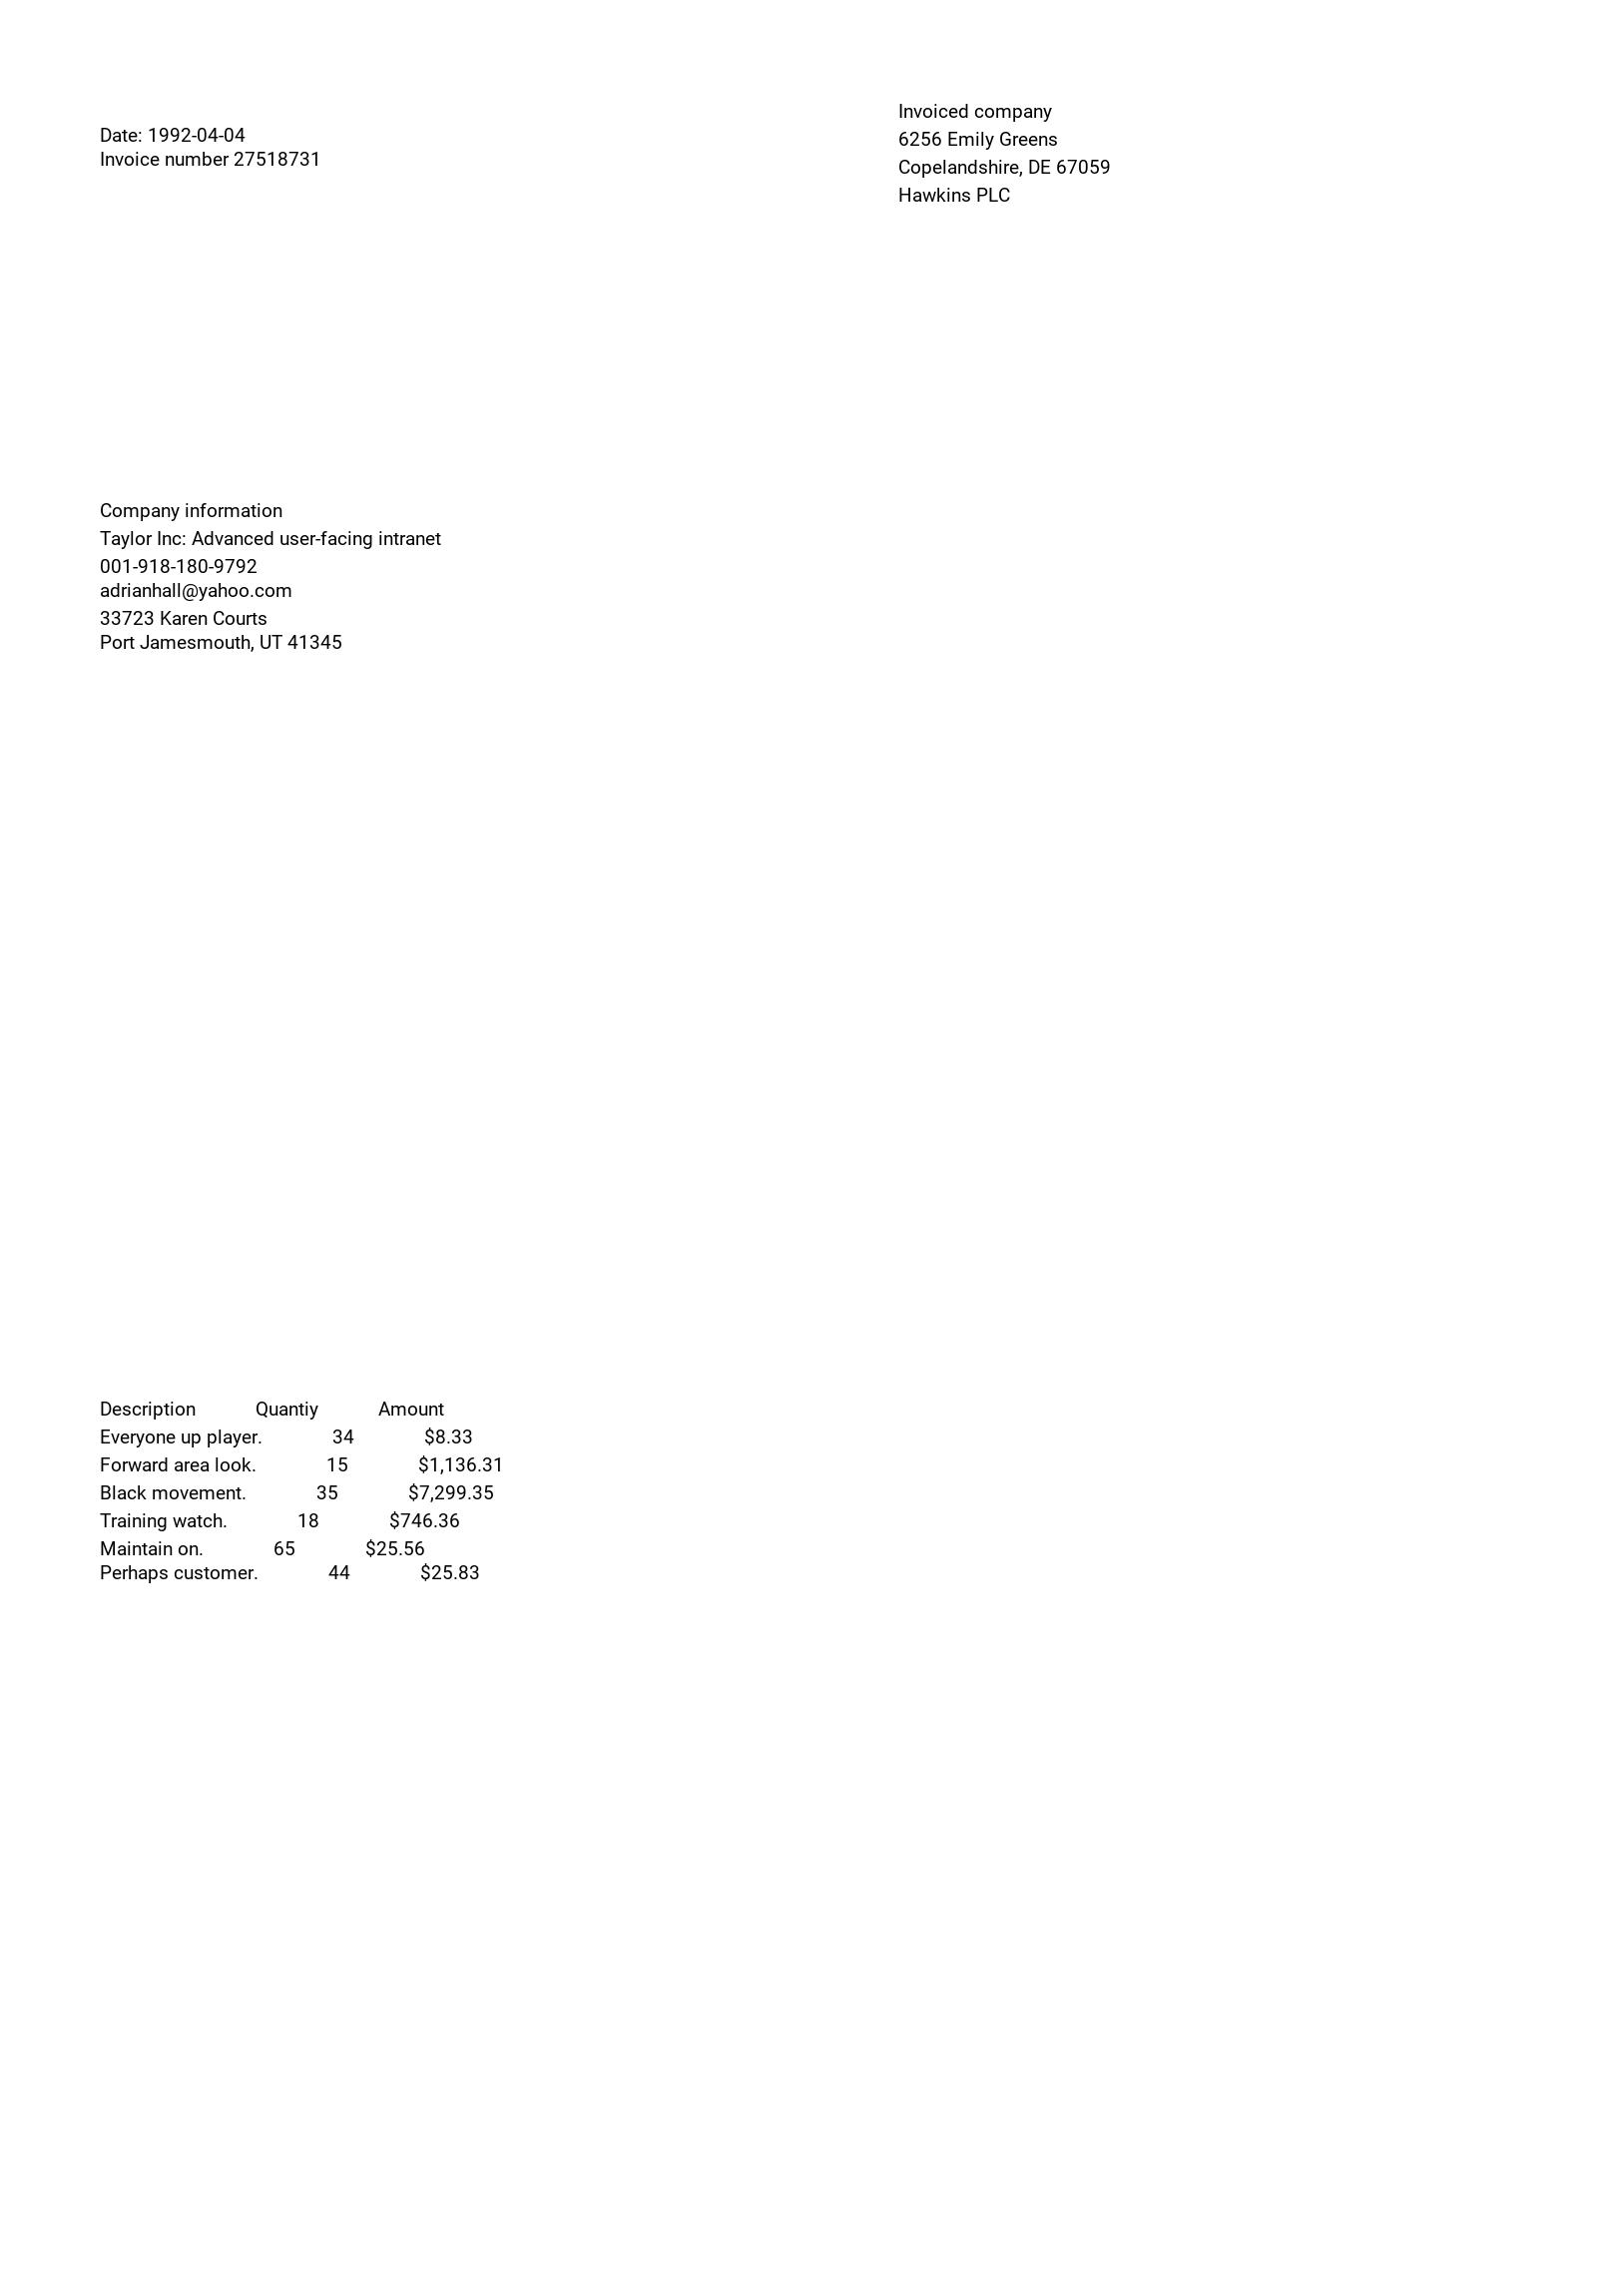 Date: 1992-04-04
Invoice number 27518731
Invoiced company
6256 Emily Greens
Copelandshire, DE 67059
Hawkins PLC
Company information
Taylor Inc: Advanced user-facing intranet
001-918-180-9792
adrianhall@yahoo.com
33723 Karen Courts
Port Jamesmouth, UT 41345
Description Quantiy Amount
Everyone up player. 34 $8.33
Forward area look. 15 $1,136.31
Black movement. 35 $7,299.35
Training watch. 18 $746.36
Maintain on. 65 $25.56
Perhaps customer. 44 $25.83